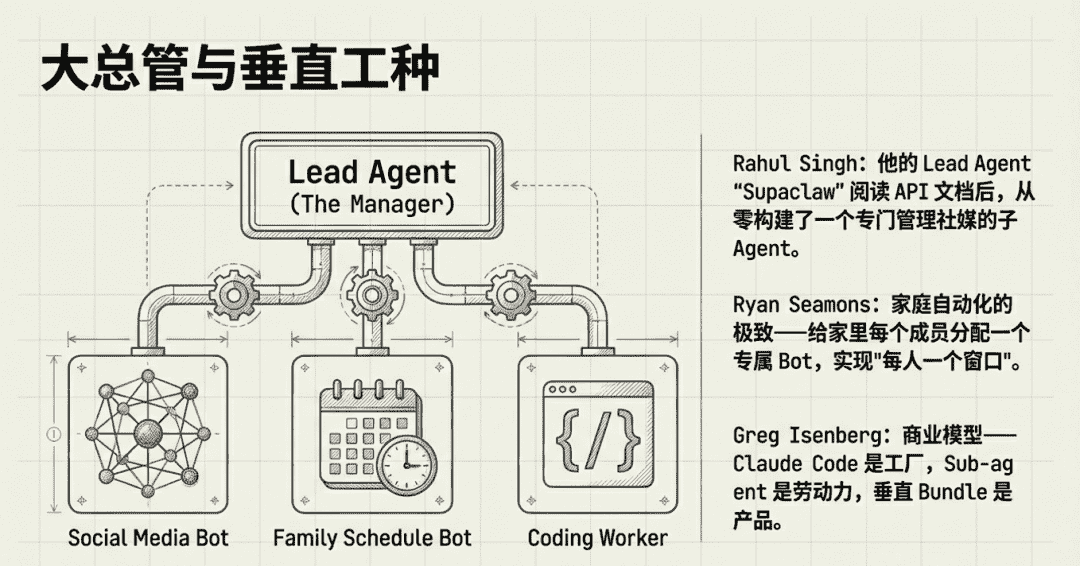 大总管与垂直工种
Lead Agent
(The Manager)
Social Media Bot
Family Schedule Bot
{/}
Coding Worker
Rahul Singh：他的 Lead Agent
“Supaclaw” 阅读 API 文档后，从
零构建了一个专门管理社媒的子
Agent。
Ryan Seamons：家庭自动化的
极致——给家里每个成员分配一个
专属 Bot，实现"每人一个窗口"。
Greg Isenberg：商业模型——
Claude Code 是工厂，Sub-ag
ent 是劳动力，垂直 Bundle 是
产品。